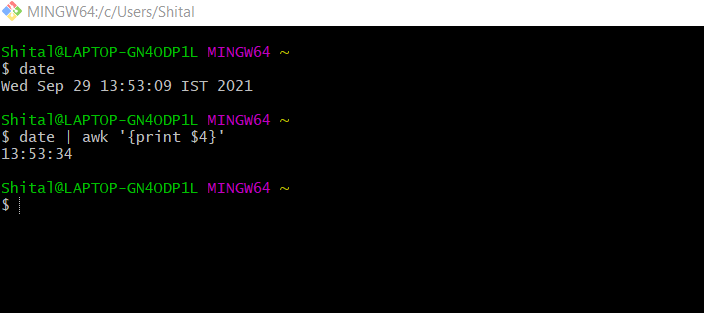 MINGW64:/c/Users/Shital
Shital@LAPTOP-GN4ODP1L MINGW64 ~
$ date
Wed Sep 29 13:53:09 IST 2021
Shital@LAPTOP-GN4ODP1L MINGW64 ~
$ date | awk '{print $4}'
13:53:34
Shital@LAPTOP-GN4ODP1L MINGW64 ~
$